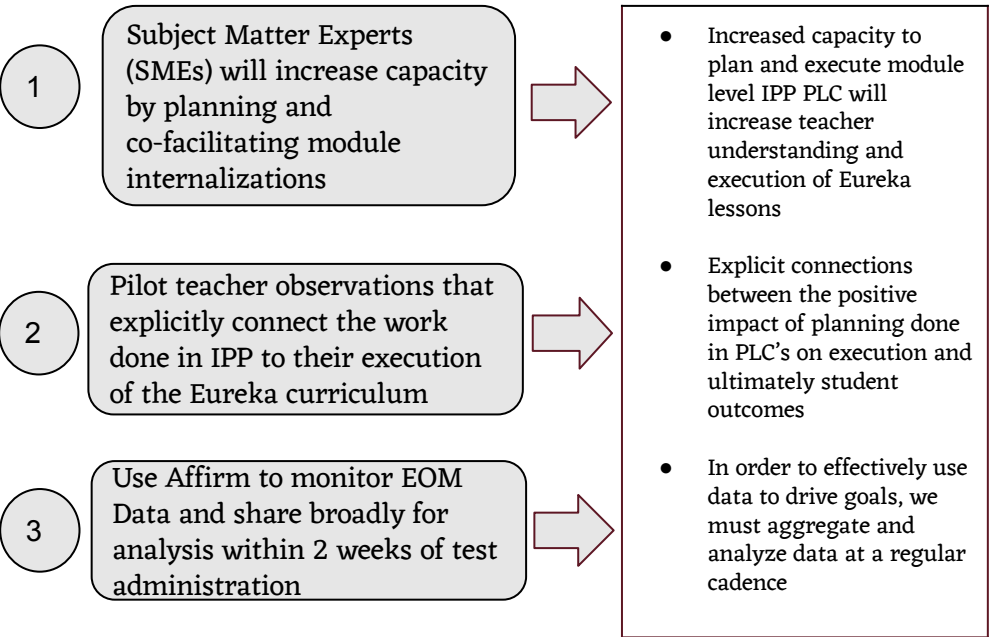 1
Subject Matter Experts
(SMEs) will increase capacity
by planning and
co-facilitating module
internalizations
● Increased capacity to
plan and execute module
level IPP PLC will
increase teacher
understanding and
execution of Eureka
lessons
2
Pilot teacher observations that
explicitly connect the work
done in IPP to their execution
of the Eureka curriculum
● Explicit connections
between the positive
impact of planning done
in PLC’s on execution and
ultimately student
outcomes
3
Use Affirm to monitor EOM
Data and share broadly for
analysis within 2 weeks of test
administration
● In order to effectively use
data to drive goals, we
must aggregate and
analyze data at a regular
cadence